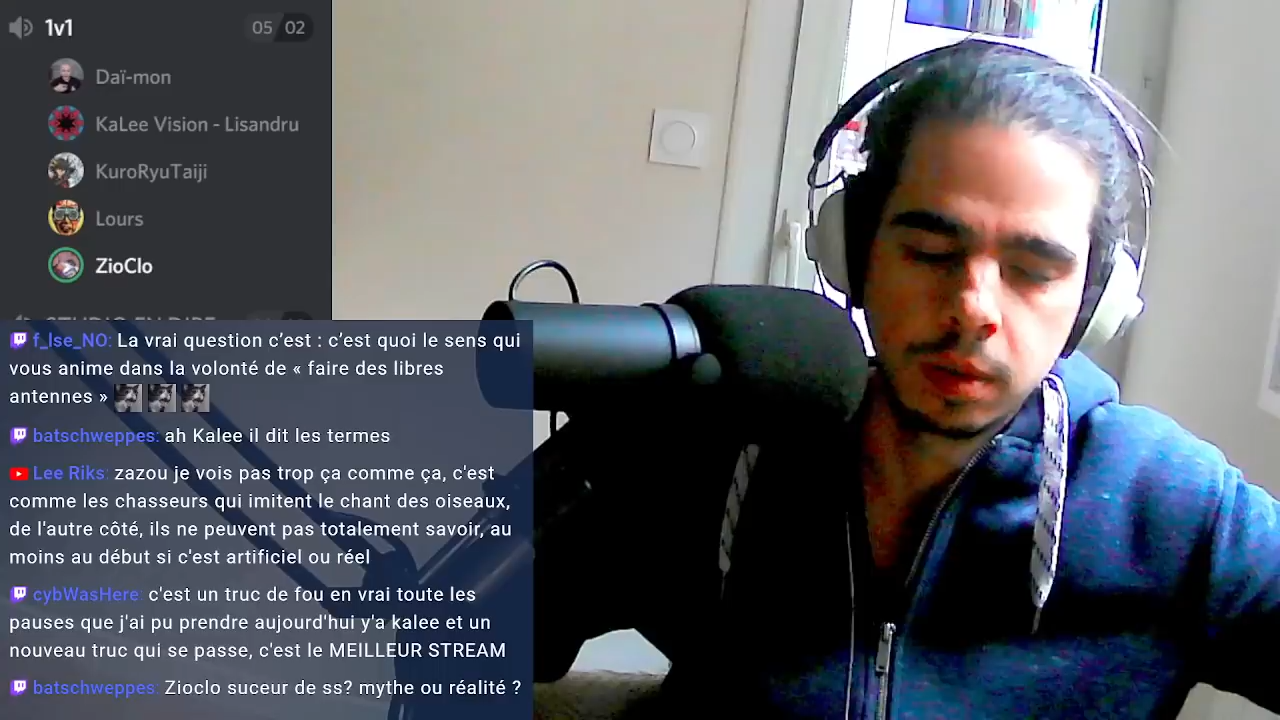 1v1
05 02
Daï-mon
KaLee Vision - Lisandru
KuroRyuTaiji
Lours
ZioClo
STUDIO EN DIRE
f_lse_NO: La vrai question c’est : c’est quoi le sens qui
vous anime dans la volonté de « faire des libres
antennes »
batschweppes: ah Kalee il dit les termes
Lee Riks: zazou je vois pas trop ça comme ça, c'est
comme les chasseurs qui imitent le chant des oiseaux,
de l'autre côté, ils ne peuvent pas totalement savoir, au
moins au début si c'est artificiel ou réel
cybWasHere: c'est un truc de fou en vrai toute les
pauses que j'ai pu prendre aujourd'hui y'a kalee et un
nouveau truc qui se passe, c'est le MEILLEUR STREAM
batschweppes: Zioclo suceur de ss? mythe ou réalité ?